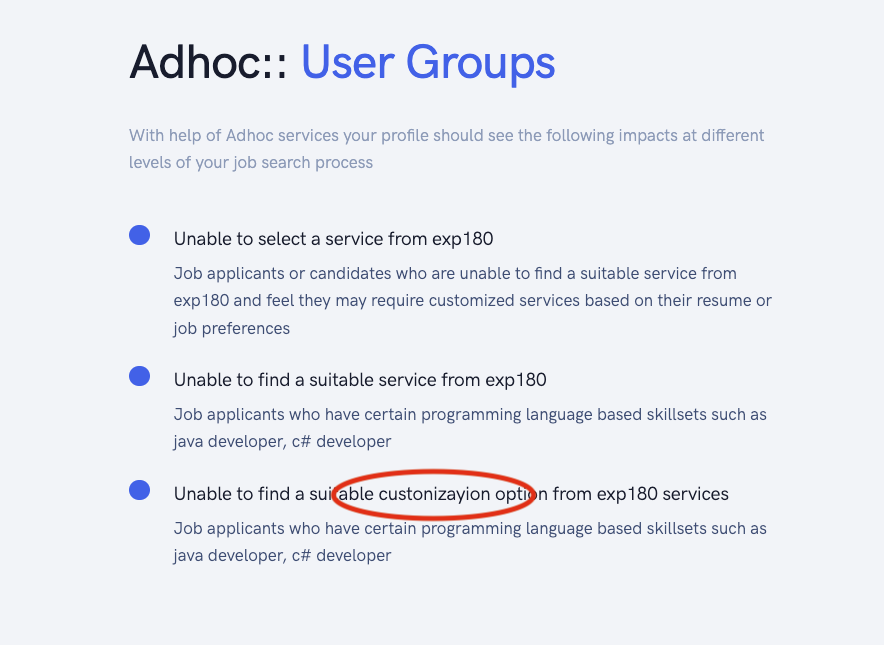 Adhoc:: User Groups
With help of Adhoc services your profile should see the following impacts at different
levels of your job search process
Unable to select a service from exp180
Job applicants or candidates who are unable to find a suitable service from
exp180 and feel they may require customized services based on their resume or
job preferences
Unable to find a suitable service from exp180
Job applicants who have certain programming language based skillsets such as
java developer, c# developer
Unable to find a suitable custonizayion option from exp180 services
Job applicants who have certain programming language based skillsets such as
java developer, c# developer